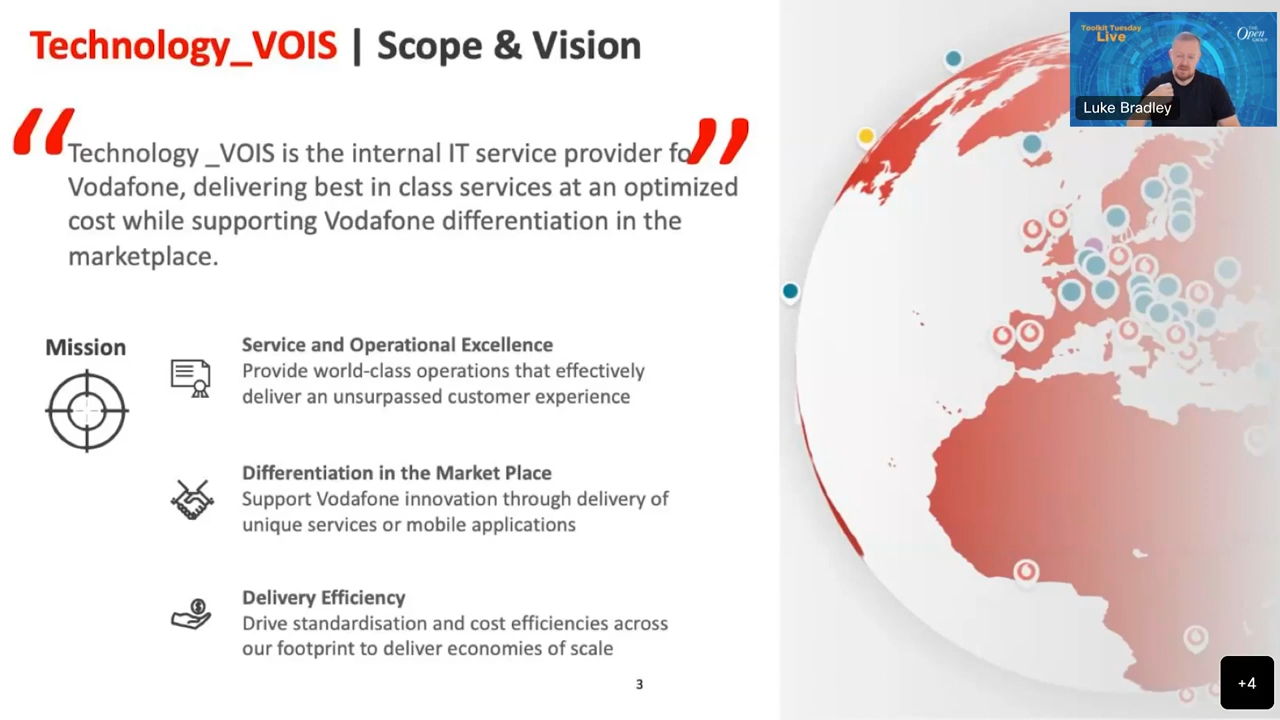 Technology_VOIS | Scope & Vision
“
”
Technology _VOIS is the internal IT service provider fo
Vodafone, delivering best in class services at an optimized
cost while supporting Vodafone differentiation in the
marketplace.
Mission
Service and Operational Excellence
Provide world-class operations that effectively
deliver an unsurpassed customer experience
Differentiation in the Market Place
Support Vodafone innovation through delivery of
unique services or mobile applications
Delivery Efficiency
Drive standardisation and cost efficiencies across
our footprint to deliver economies of scale
3
Toolkit Tuesday
Live
THE
Open
GROUP
Luke Bradley
+4